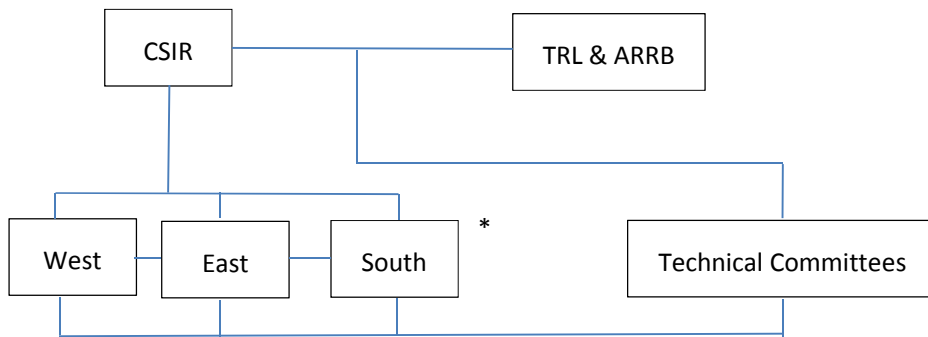 CSIR
TRL & ARRB
*
West
East
South
Technical Committees